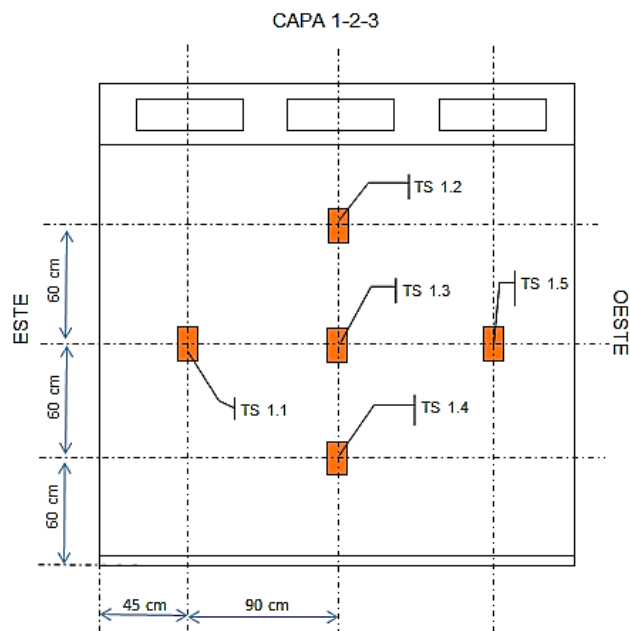 CAPA 1-2-3
TS 1.2
60 cm
ESTE
TS 1.3
TS 1.5
OESTE
60 cm
TS 1.1
TS 1.4
60 cm
45 cm
90 cm